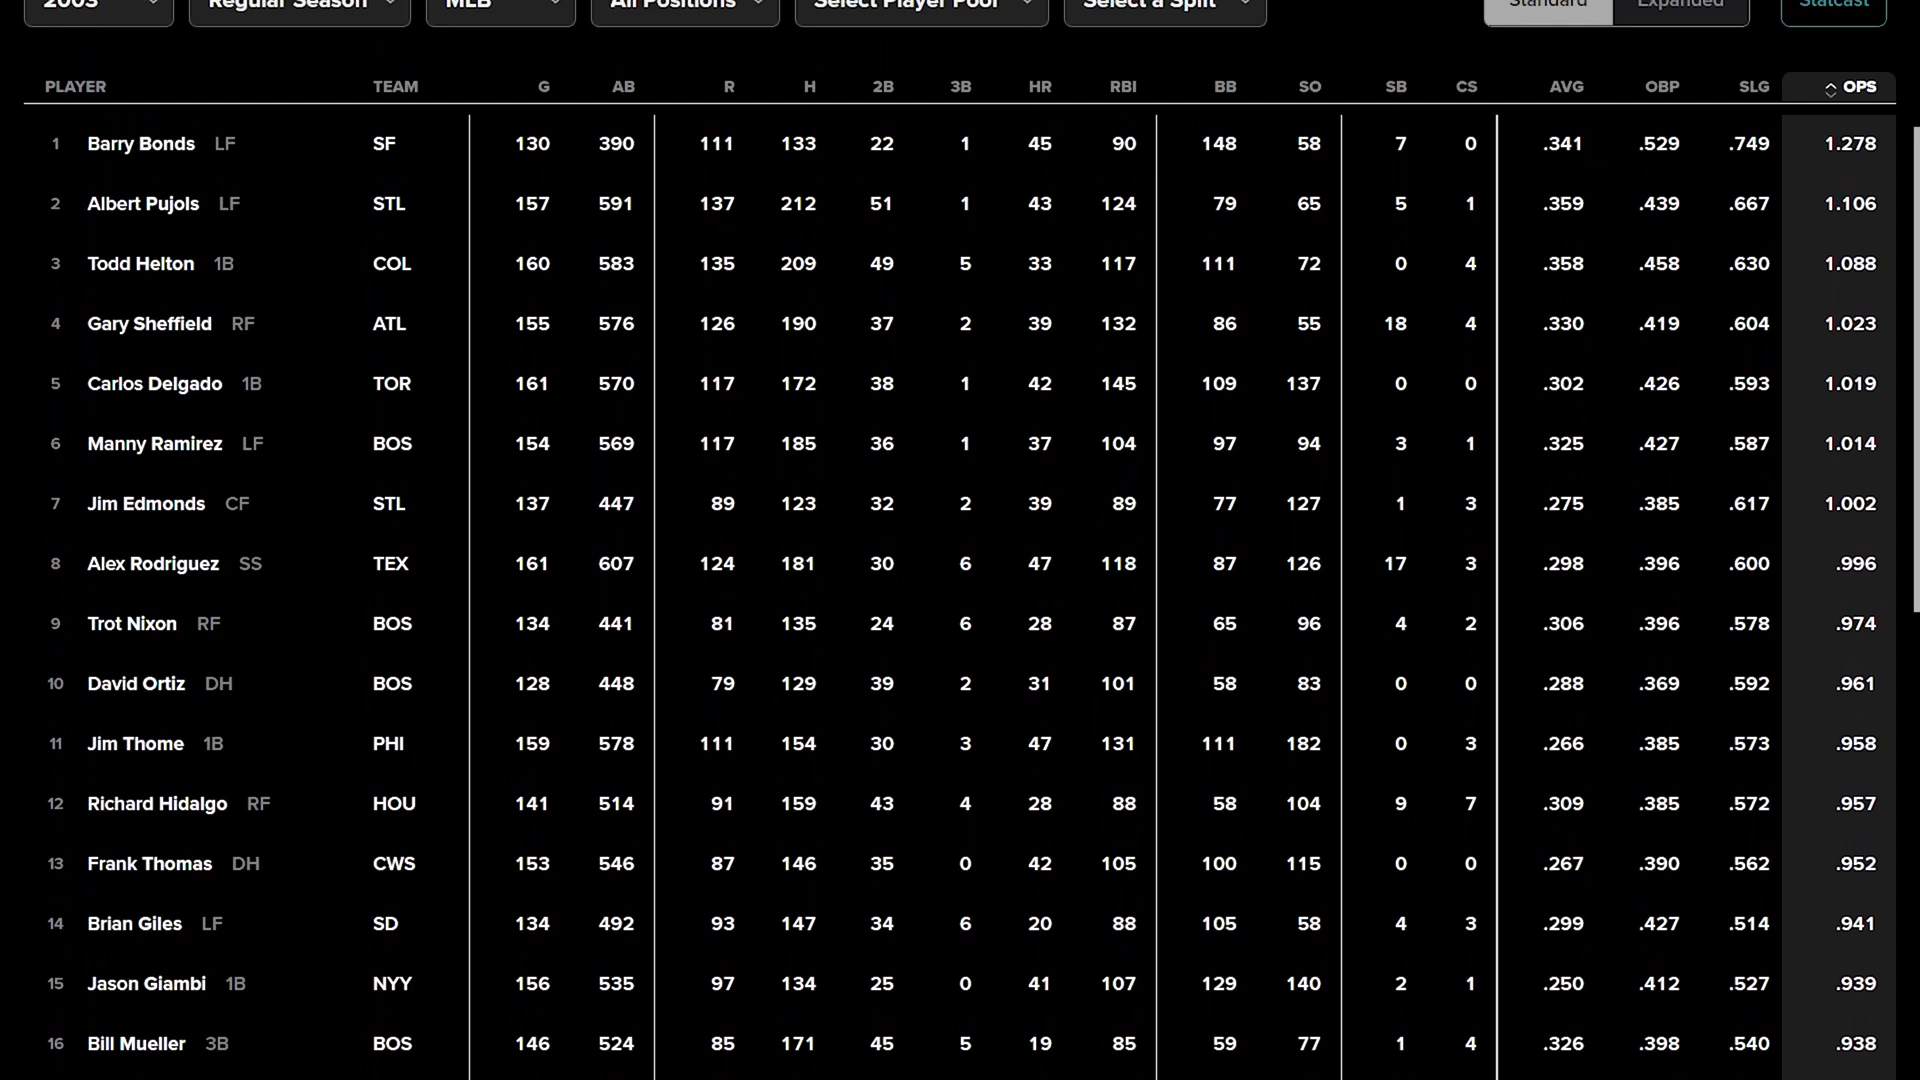 2003 Regular Season MLB All Positions Select Player Pool Select a Split Standard Expanded Statcast
PLAYER TEAM G AB R H 2B 3B HR RBI BB SO SB CS AVG OBP SLG OPS
1 Barry Bonds LF SF 130 390 111 133 22 1 45 90 148 58 7 0 .341 .529 .749 1.278
2 Albert Pujols LF STL 157 591 137 212 51 1 43 124 79 65 5 1 .359 .439 .667 1.106
3 Todd Helton 1B COL 160 583 135 209 49 5 33 117 111 72 0 4 .358 .458 .630 1.088
4 Gary Sheffield RF ATL 155 576 126 190 37 2 39 132 86 55 18 4 .330 .419 .604 1.023
5 Carlos Delgado 1B TOR 161 570 117 172 38 1 42 145 109 137 0 0 .302 .426 .593 1.019
6 Manny Ramirez LF BOS 154 569 117 185 36 1 37 104 97 94 3 1 .325 .427 .587 1.014
7 Jim Edmonds CF STL 137 447 89 123 32 2 39 89 77 127 1 3 .275 .385 .617 1.002
8 Alex Rodriguez SS TEX 161 607 124 181 30 6 47 118 87 126 17 3 .298 .396 .600 .996
9 Trot Nixon RF BOS 134 441 81 135 24 6 28 87 65 96 4 2 .306 .396 .578 .974
10 David Ortiz DH BOS 128 448 79 129 39 2 31 101 58 83 0 0 .288 .369 .592 .961
11 Jim Thome 1B PHI 159 578 111 154 30 3 47 131 111 182 0 3 .266 .385 .573 .958
12 Richard Hidalgo RF HOU 141 514 91 159 43 4 28 88 58 104 9 7 .309 .385 .572 .957
13 Frank Thomas DH CWS 153 546 87 146 35 0 42 105 100 115 0 0 .267 .390 .562 .952
14 Brian Giles LF SD 134 492 93 147 34 6 20 88 105 58 4 3 .299 .427 .514 .941
15 Jason Giambi 1B NYY 156 535 97 134 25 0 41 107 129 140 2 1 .250 .412 .527 .939
16 Bill Mueller 3B BOS 146 524 85 171 45 5 19 85 59 77 1 4 .326 .398 .540 .938